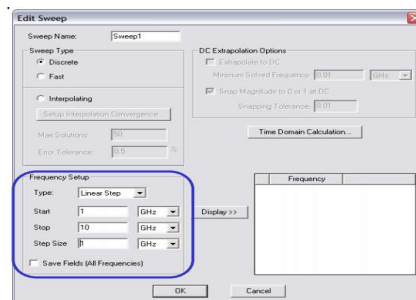 Edit Sweep
Sweep Name: Sweep1
Sweep Type
Discrete
Fast
Interpolating
Setup Interpolation Convergence...
Max Solutions: 50
Error Tolerance: 0.5 %
DC Extrapolation Options
Extrapolate to DC
Minimum Solved Frequency 0.01 GHz
Snap Magnitude to 0 or 1 at DC
Snapping Tolerance 0.01
Time Domain Calculation...
Frequency Setup
Type: Linear Step
Start 1 GHz
Stop 10 GHz
Step Size 1 GHz
Save Fields (All Frequencies)
Display >>
Frequency
OK Cancel